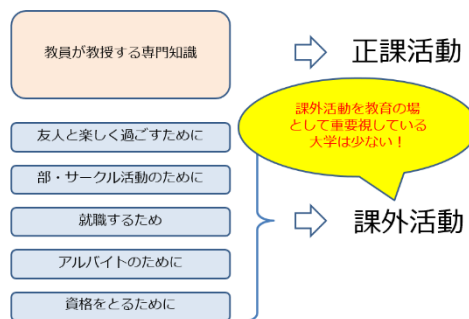 教員が教授する専門知識
正課活動
課外活動を教育の場
として重要視している
大学は少ない！
友人と楽しく過ごすために
部・サークル活動のために
就職するため
課外活動
アルバイトのために
資格をとるために